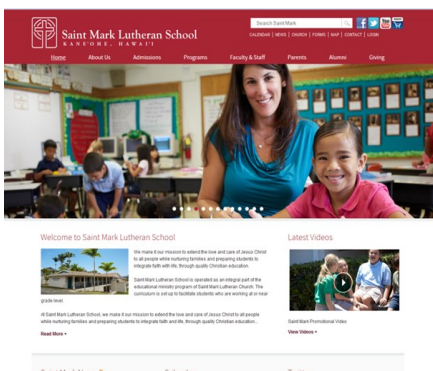 Saint Mark Lutheran School
KANE'OHE, HAWAI'I
Search Saint Mark
CALENDAR | NEWS | CHURCH | FORMS | MAP | CONTACT | LOGIN
Home About Us Admissions Programs Faculty & Staff Parents Alumni Giving
Welcome to Saint Mark Lutheran School
We make it our mission to extend the love and care of Jesus Christ
to all people while nurturing families and preparing students to
integrate faith with life, through quality Christian education.
Saint Mark Lutheran School is operated as an integral part of the
educational ministry program of Saint Mark Lutheran Church. The
curriculum is set up to facilitate students who are working at or near
grade level.
At Saint Mark Lutheran School, we make it our mission to extend the love and care of Jesus Christ to all people
while nurturing families and preparing students to integrate faith and life, through quality Christian education.
Read More +
Latest Videos
Saint Mark Promotional Video
View Videos +